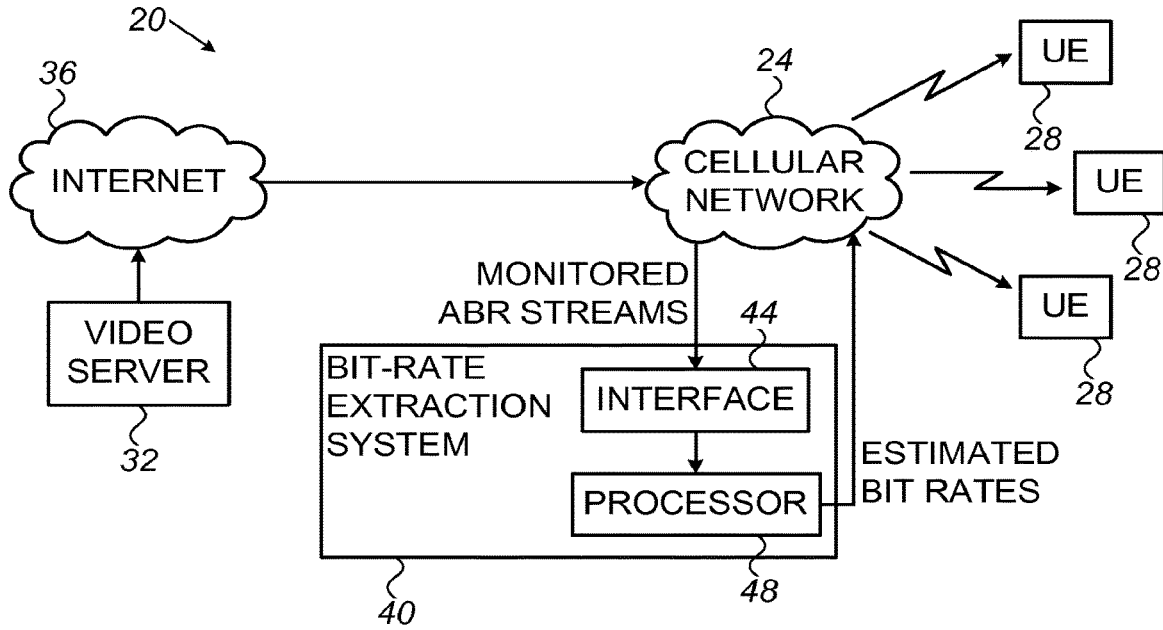 20
36
INTERNET
24
CELLULAR
NETWORK
UE
28
UE
28
UE
28
VIDEO
SERVER
32
MONITORED
ABR STREAMS
44
BIT-RATE
EXTRACTION
SYSTEM
INTERFACE
PROCESSOR
ESTIMATED
BIT RATES
40
48